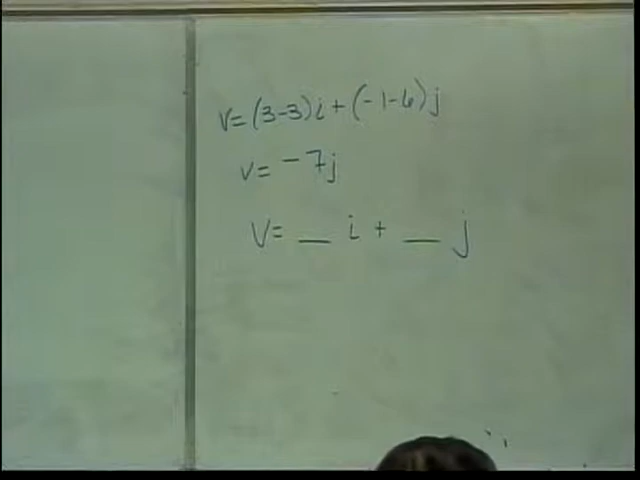 v=(3-3)i+(-1-6)j
v= -7j
v= __ i + __ j